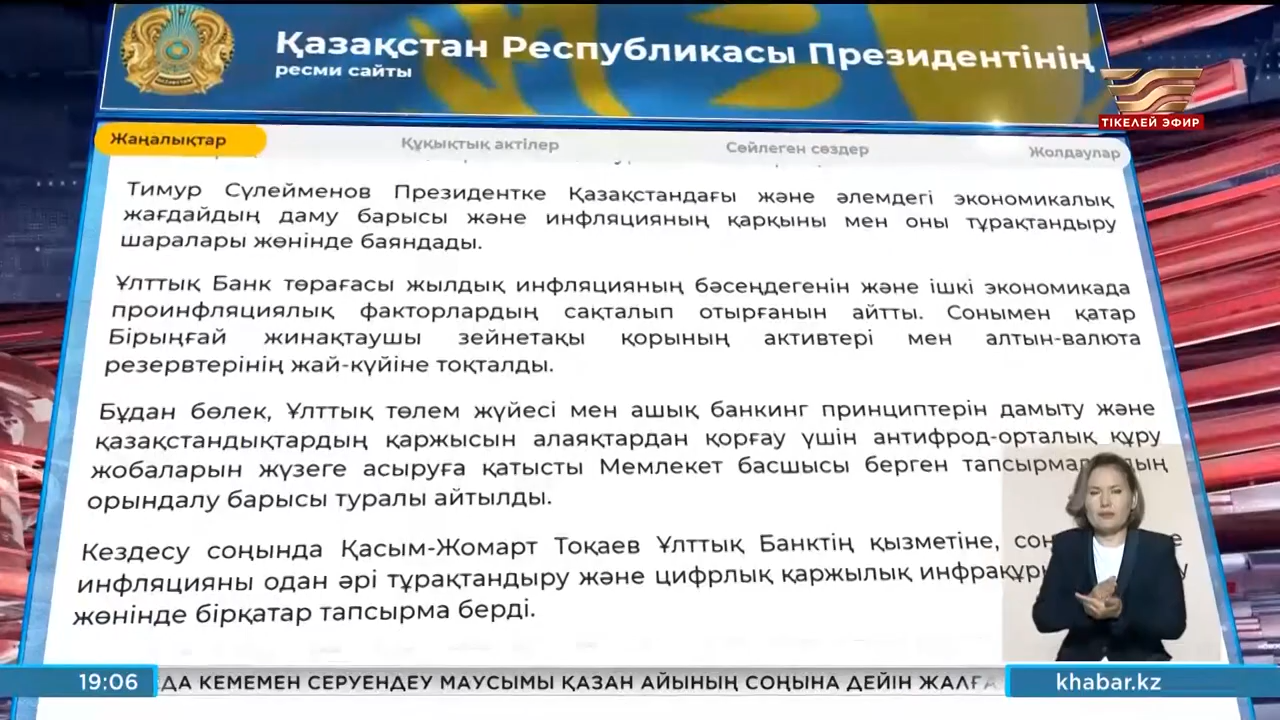 Қазақстан Республикасы Президентінің
ресми сайты
ТІКЕЛЕЙ ЭФИР
Жаңалықтар
Құқықтық актілер
Сөйлеген сөздер
Жолдаулар
Тимур Сүлейменов Президентке Қазақстандағы және әлемдегі экономикалық
жағдайдың даму барысы және инфляцияның қарқыны мен оны тұрақтандыру
шаралары жөнінде баяндады.
Ұлттық Банк төрағасы жылдық инфляцияның бәсеңдегенін және ішкі экономикада
проинфляциялық факторлардың сақталып отырғанын айтты. Сонымен қатар
Бірыңғай жинақтаушы зейнетақы қорының активтері мен алтын-валюта
резервтерінің жай-күйіне тоқталды.
Бұдан бөлек, Ұлттық төлем жүйесі мен ашық банкинг принциптерін дамыту және
қазақстандықтардың қаржысын алаяқтардан қорғау үшін антифрод-орталық құру
жобаларын жүзеге асыруға қатысты Мемлекет басшысы берген
орындалу барысы туралы айтылды.
Кездесу соңында Қасым-Жомарт Тоқаев Ұлттық Банктің қызметіне,
инфляцияны одан әрі тұрақтандыру және цифрлық қаржылық
жөнінде бірқатар тапсырма берді.
19:06
ДА КЕМЕМЕН СЕРУЕНДЕУ МАУСЫМЫ ҚАЗАН АЙЫНЫҢ СОҢЫНА ДЕЙІН
khabar.kz